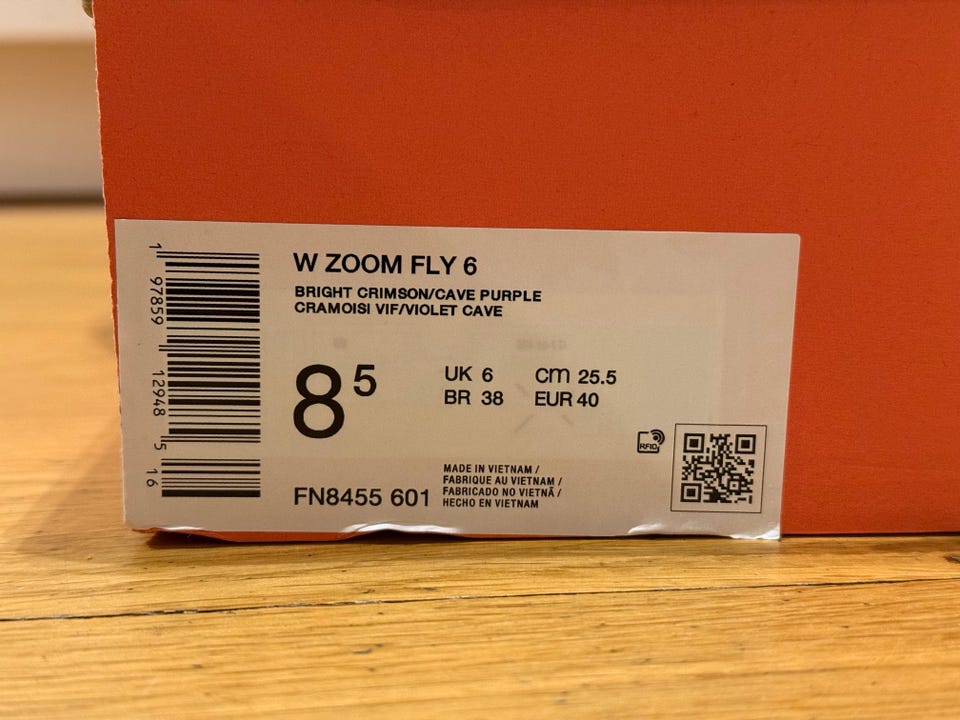 W ZOOM FLY 6
BRIGHT CRIMSON/CAVE PURPLE
CRAMOISI VIF/VIOLET CAVE
8 5
UK 6 cm 25.5
BR 38 EUR 40
RFID
MADE IN VIETNAM /
FABRIQUE AU VIETNAM /
FABRICADO NO VIETNÃ /
HECHO EN VIETNAM
FN8455 601
1 97859 12948 5 16